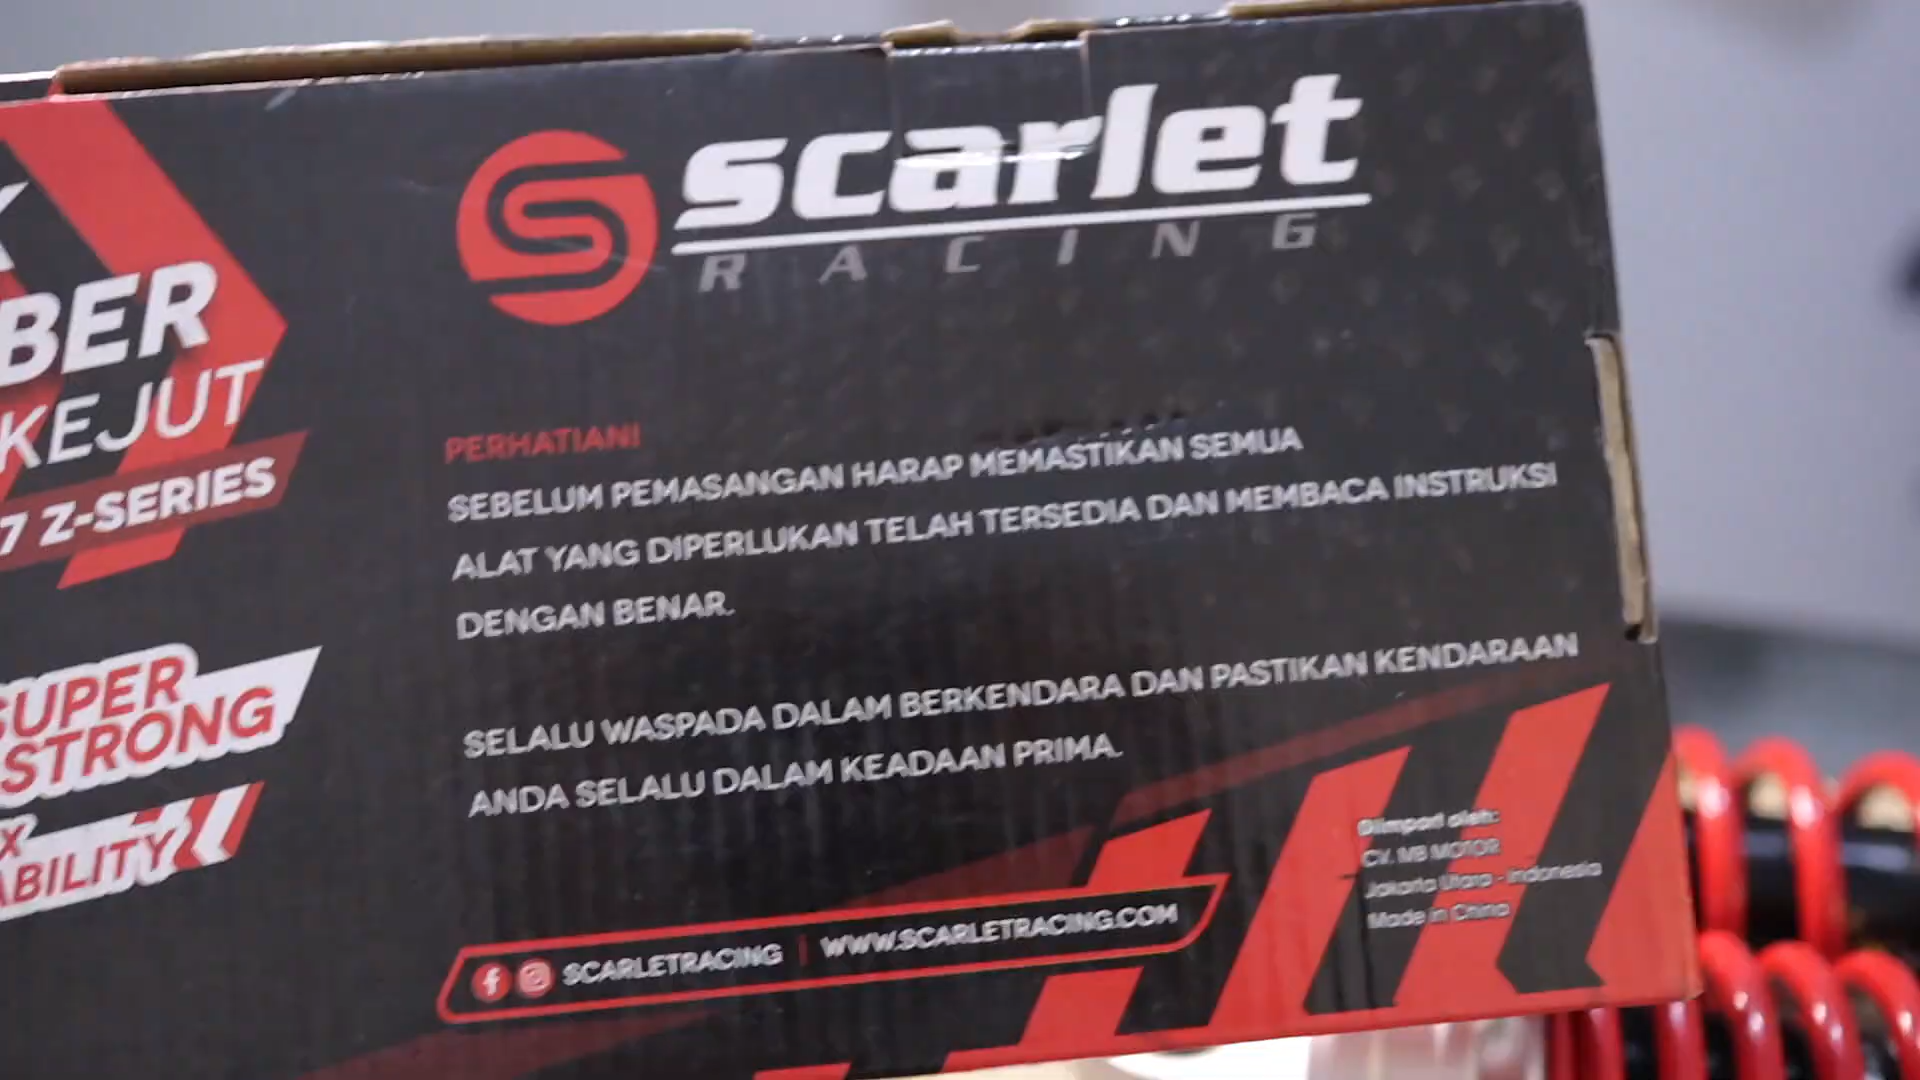 scarlet
RACING
BER
KEJUT
7 Z-SERIES
SUPER
STRONG
X
ABILITY
PERHATIAN!
SEBELUM PEMASANGAN HARAP MEMASTIKAN SEMUA
ALAT YANG DIPERLUKAN TELAH TERSEDIA DAN MEMBACA INSTRUKSI
DENGAN BENAR.
SELALU WASPADA DALAM BERKENDARA DAN PASTIKAN KENDARAAN
ANDA SELALU DALAM KEADAAN PRIMA.
SCARLETRACING | WWW.SCARLETRACING.COM
Diimpori oleh:
CV. MB MOTOR
Jakarta Utara - Indonesia
Made in China